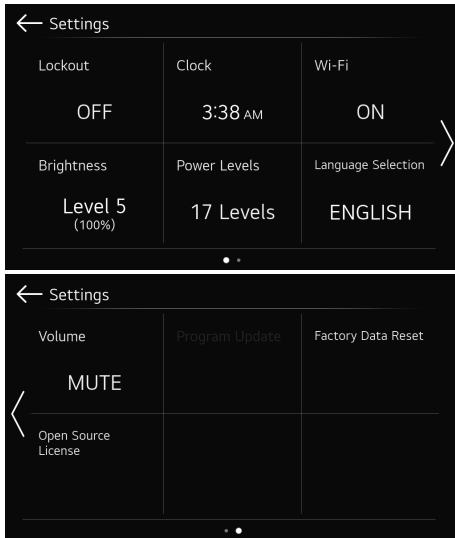 Settings
Lockout
Clock
Wi-Fi
OFF
3:38 AM
ON
Brightness
Power Levels
Language Selection
Level 5
(100%)
17 Levels
ENGLISH
Settings
Volume
Program Update
Factory Data Reset
MUTE
Open Source
License